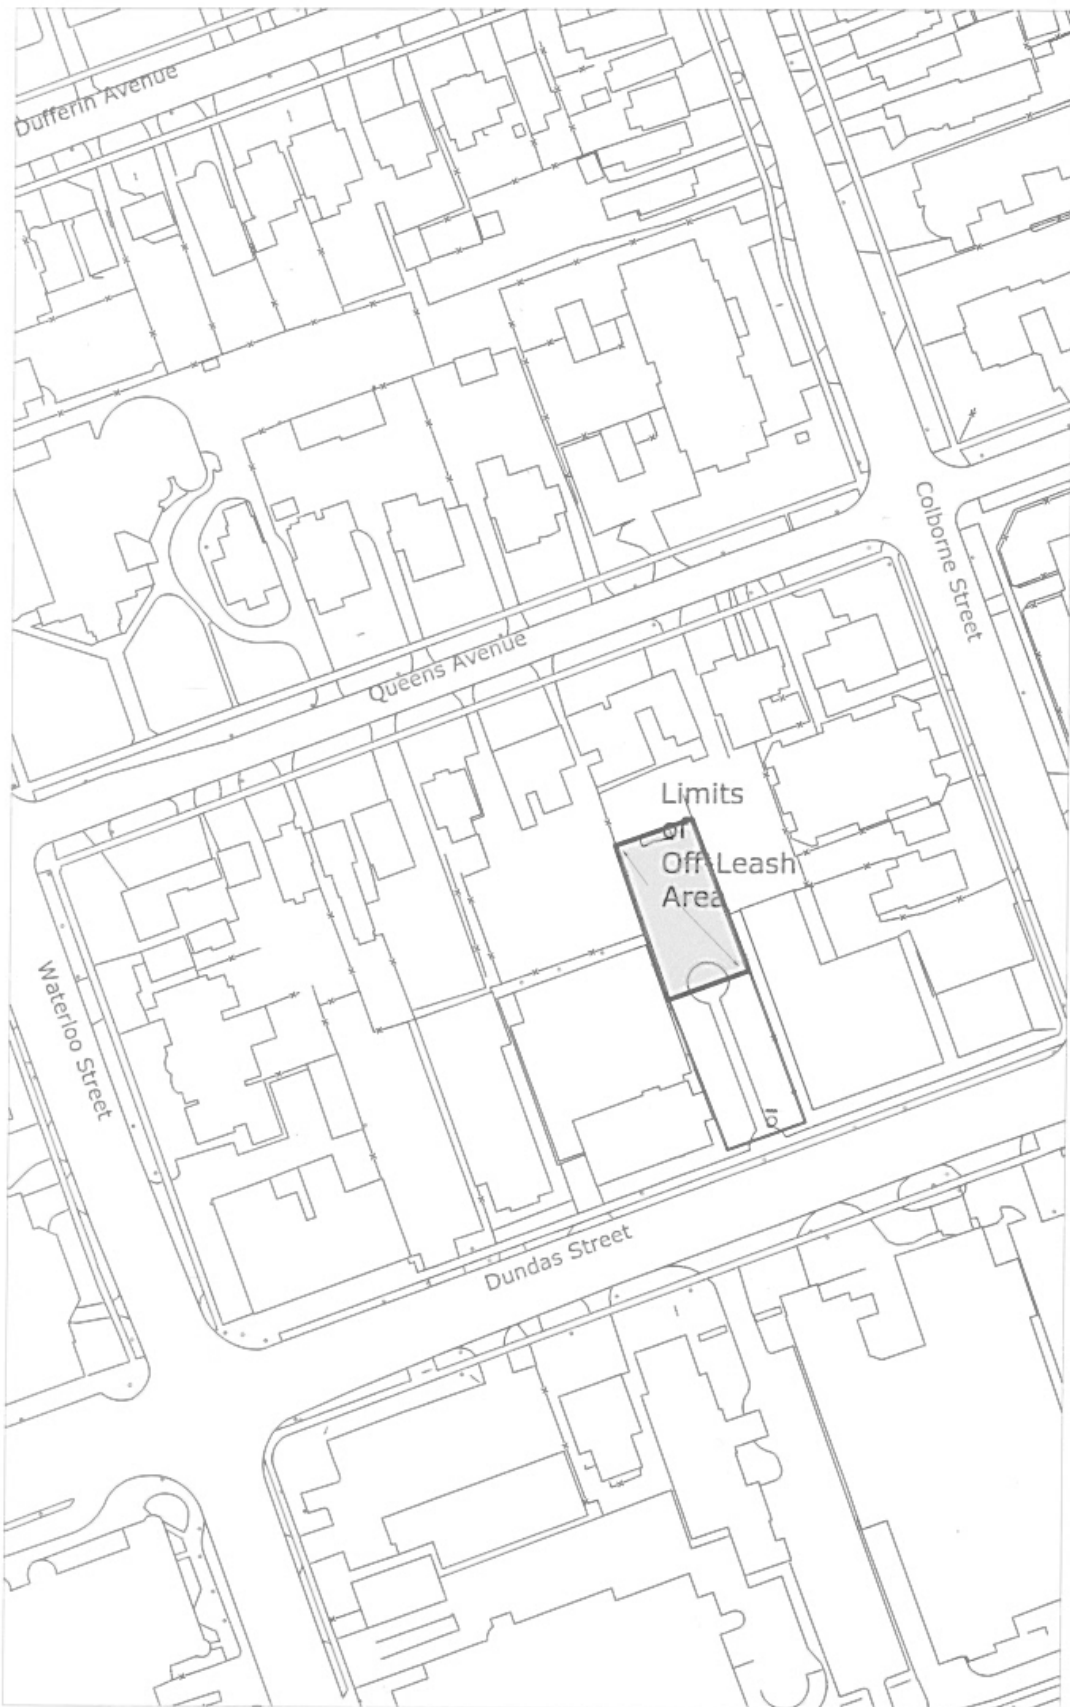 Dufferin Avenue
Colborne Street
Queens Avenue
Limits
of
Off-Leash
Area
Waterloo Street
Dundas Street